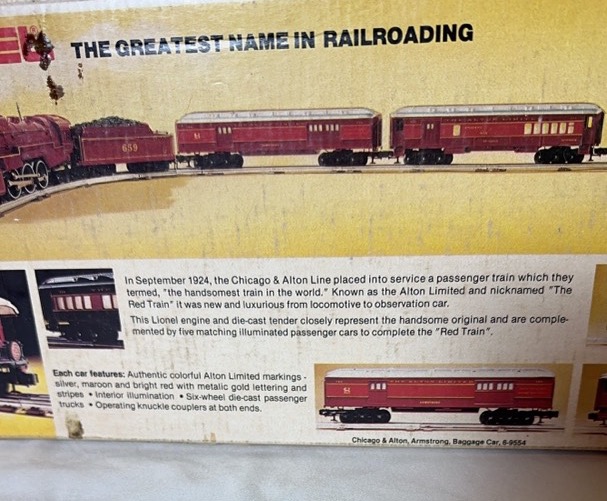 THE GREATEST NAME IN RAILROADING
659
In September 1924, the Chicago & Alton Line placed into service a passenger train which they
termed, "the handsomest train in the world." Known as the Alton Limited and nicknamed "The
Red Train" it was new and luxurious from locomotive to observation car.
This Lionel engine and die-cast tender closely represent the handsome original and are comple-
mented by five matching illuminated passenger cars to complete the "Red Train".
Each car features: Authentic colorful Alton Limited markings -
silver, maroon and bright red with metalic gold lettering and
stripes • Interior illumination • Six-wheel die-cast passenger
trucks • Operating knuckle couplers at both ends.
THE ALTON LIMITED
Chicago & Alton, Armstrong, Baggage Car, 6-9554